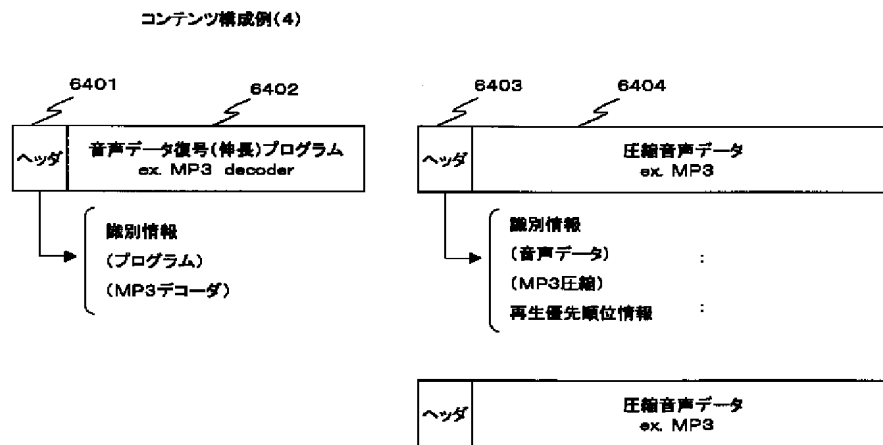 コンテンツ構成例(4)
6401
6402
ヘッダ
音声データ復号(伸長)プログラム
ex. MP3 decoder
識別情報
(プログラム)
(MP3デコーダ)
6403
6404
ヘッダ
圧縮音声データ
ex. MP3
識別情報
(音声データ) :
(MP3圧縮)
再生優先順位情報 :
ヘッダ
圧縮音声データ
ex. MP3